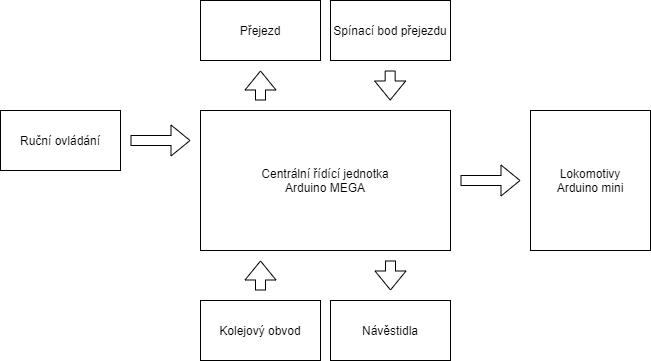 Přejezd
Spínací bod přejezdu
Ruční ovládání
Centrální řídící jednotka
Arduino MEGA
Lokomotivy
Arduino mini
Kolejový obvod
Návěstidla